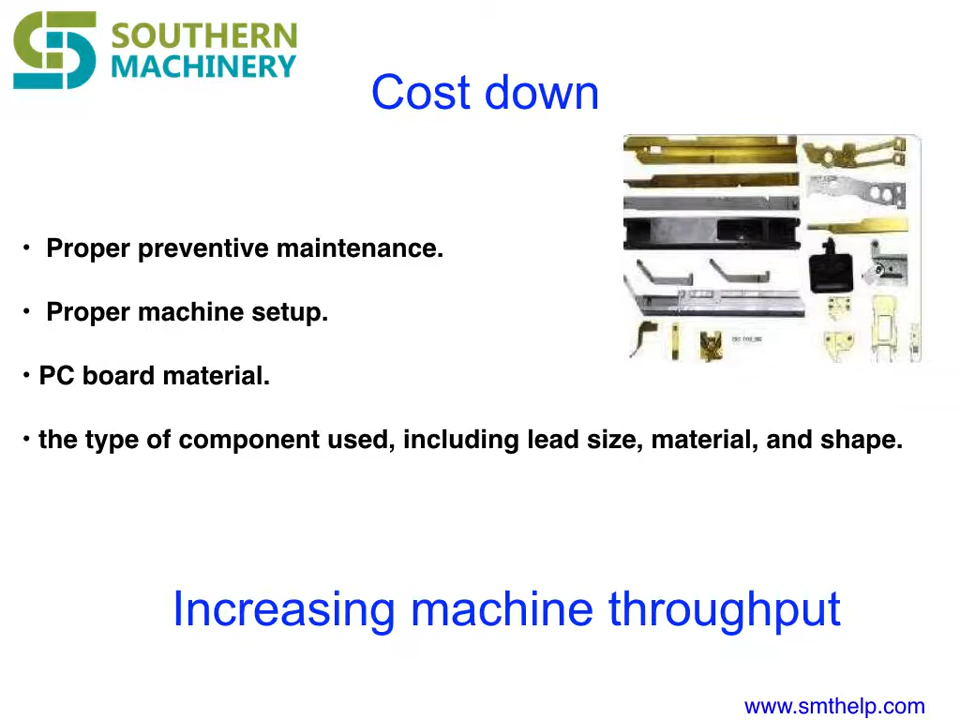 SOUTHERN
MACHINERY
Cost down
• Proper preventive maintenance.
• Proper machine setup.
• PC board material.
• the type of component used, including lead size, material, and shape.
Increasing machine throughput
www.smthelp.com